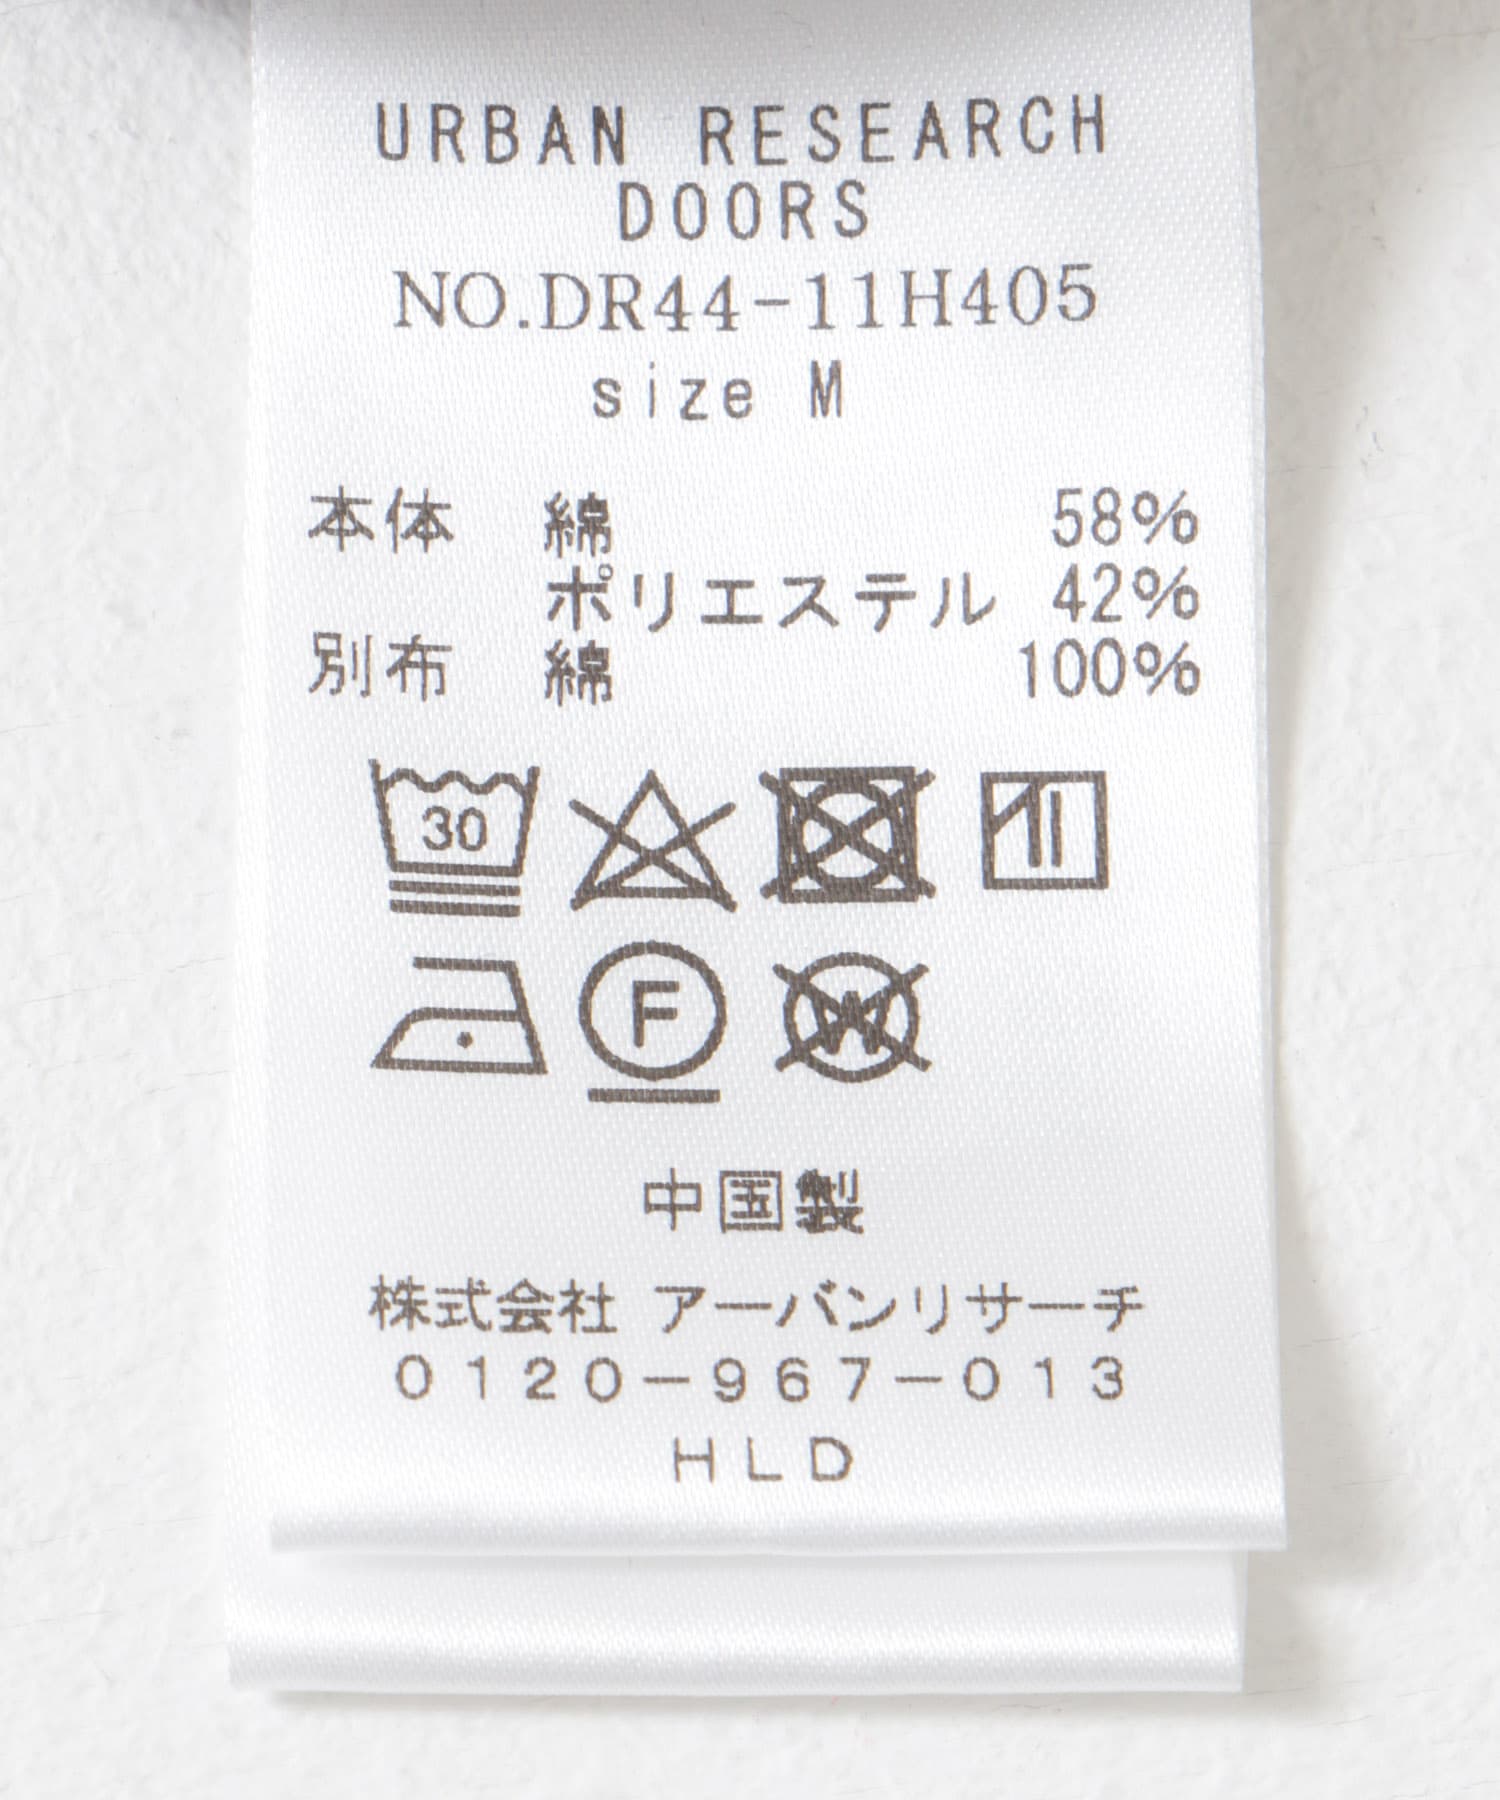 URBAN RESEARCH
DOORS
NO.DR44-11H405
size M
本体 綿 58%
ポリエステル 42%
別布 綿 100%
30
F
W
中国製
株式会社 アーバンリサーチ
0120-967-013
HLD